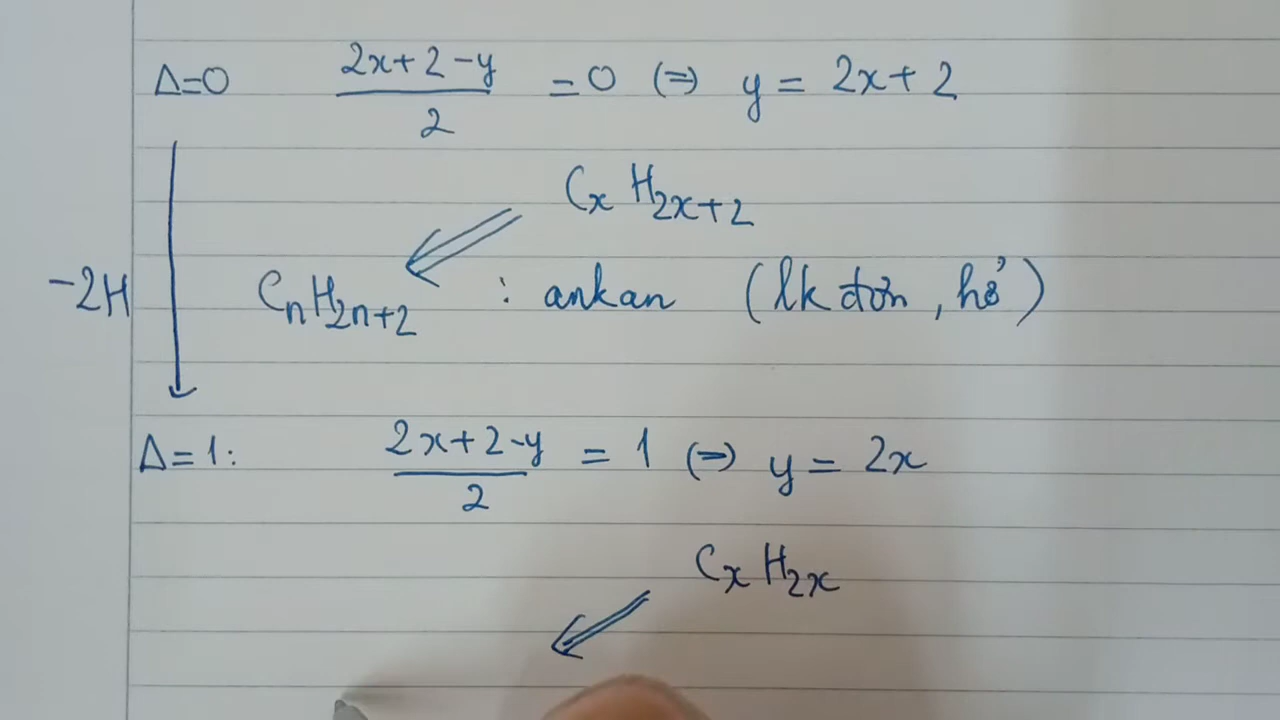 Δ=0 (2x+2-y)/2 = 0 (=) y = 2x+2
CₓH₂ₓ₊₂
-2H CₙH₂ₙ₊₂ : ankan (lk đơn, hở)
Δ=1: (2x+2-y)/2 = 1 (=) y = 2x
CₓH₂ₓ